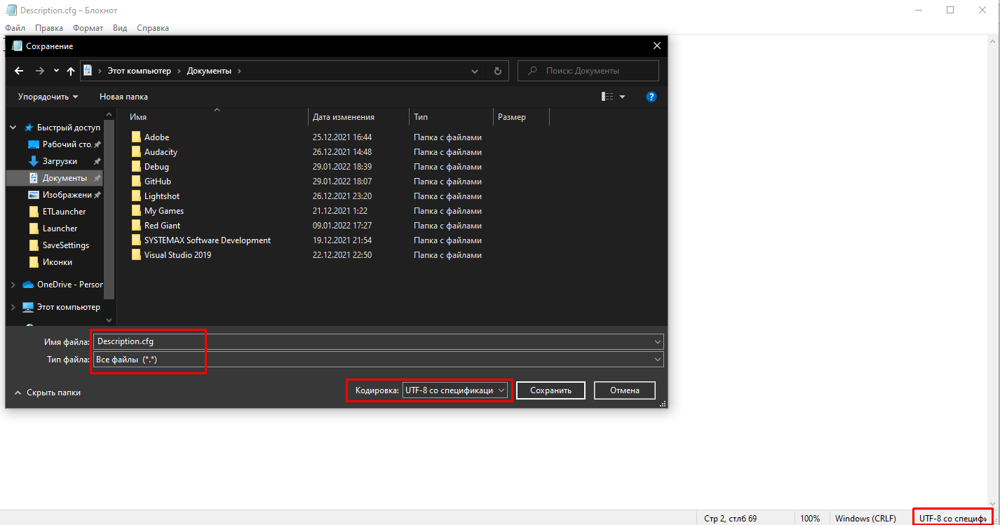 Description.cfg – Блокнот
Файл Правка Формат Вид Справка
Сохранение
Этот компьютер Документы
Поиск: Документы
Упорядочить Новая папка
Имя Дата изменения Тип Размер
Быстрый доступ
Рабочий сто.
Загрузки
Документы
Изображени
ETLauncher
Launcher
SaveSettings
Иконки
OneDrive - Person
Этот компьютер
Adobe 25.12.2021 16:44 Папка с файлами
Audacity 26.12.2021 14:48 Папка с файлами
Debug 29.01.2022 18:39 Папка с файлами
GitHub 29.01.2022 18:07 Папка с файлами
Lightshot 26.12.2021 23:20 Папка с файлами
My Games 21.12.2021 1:22 Папка с файлами
Red Giant 09.01.2022 17:27 Папка с файлами
SYSTEMAX Software Development 19.12.2021 21:54 Папка с файлами
Visual Studio 2019 22.12.2021 22:50 Папка с файлами
Имя файла: Description.cfg
Тип файла: Все файлы (*.*)
Скрыть папки
Кодировка: UTF-8 со спецификаци
Сохранить Отмена
Стр 2, стлб 69 100% Windows (CRLF) UTF-8 со специфи